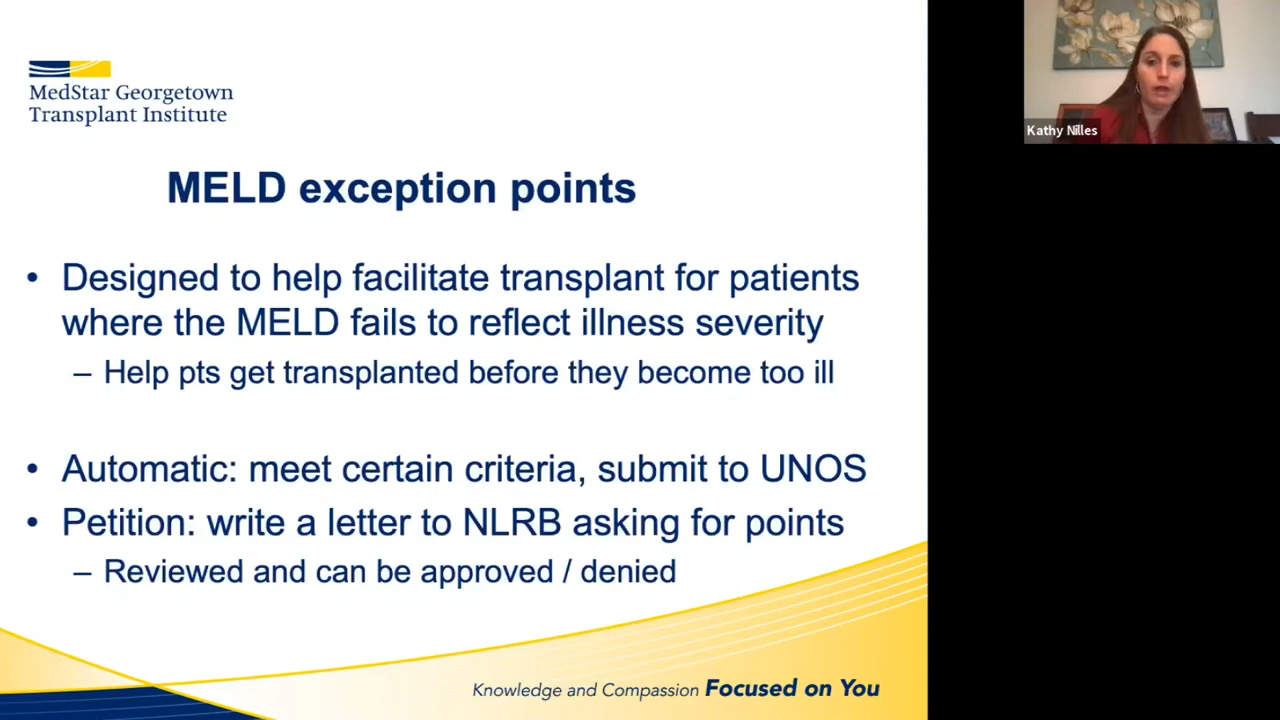 MedStar Georgetown
Transplant Institute
MELD exception points
• Designed to help facilitate transplant for patients
where the MELD fails to reflect illness severity
– Help pts get transplanted before they become too ill
• Automatic: meet certain criteria, submit to UNOS
• Petition: write a letter to NLRB asking for points
– Reviewed and can be approved / denied
Knowledge and Compassion Focused on You
Kathy Nilles